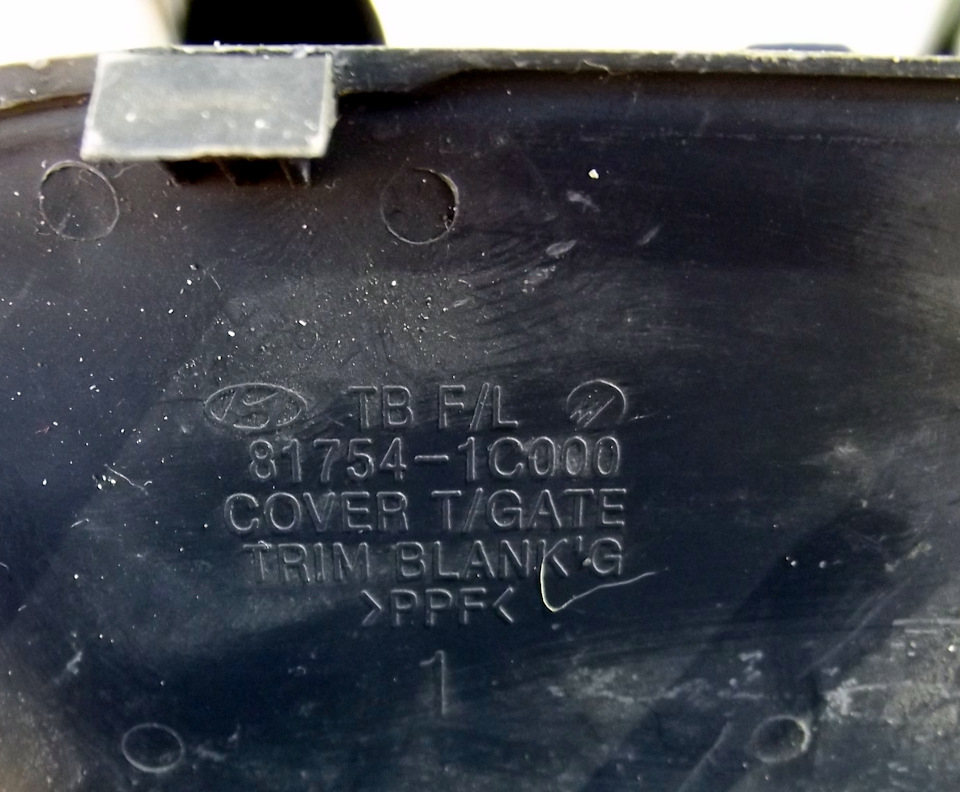 TB F/L
81754-1C000
COVER T/GATE
TRIM BLANK'G
>PPF<
1